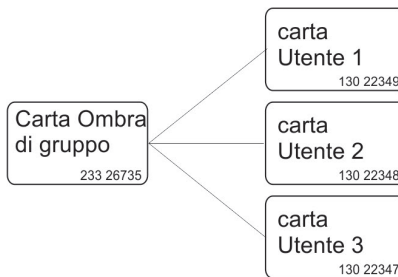 carta
Utente 1
130 22349
Carta Ombra
di gruppo
233 26735
carta
Utente 2
130 22348
carta
Utente 3
130 22347